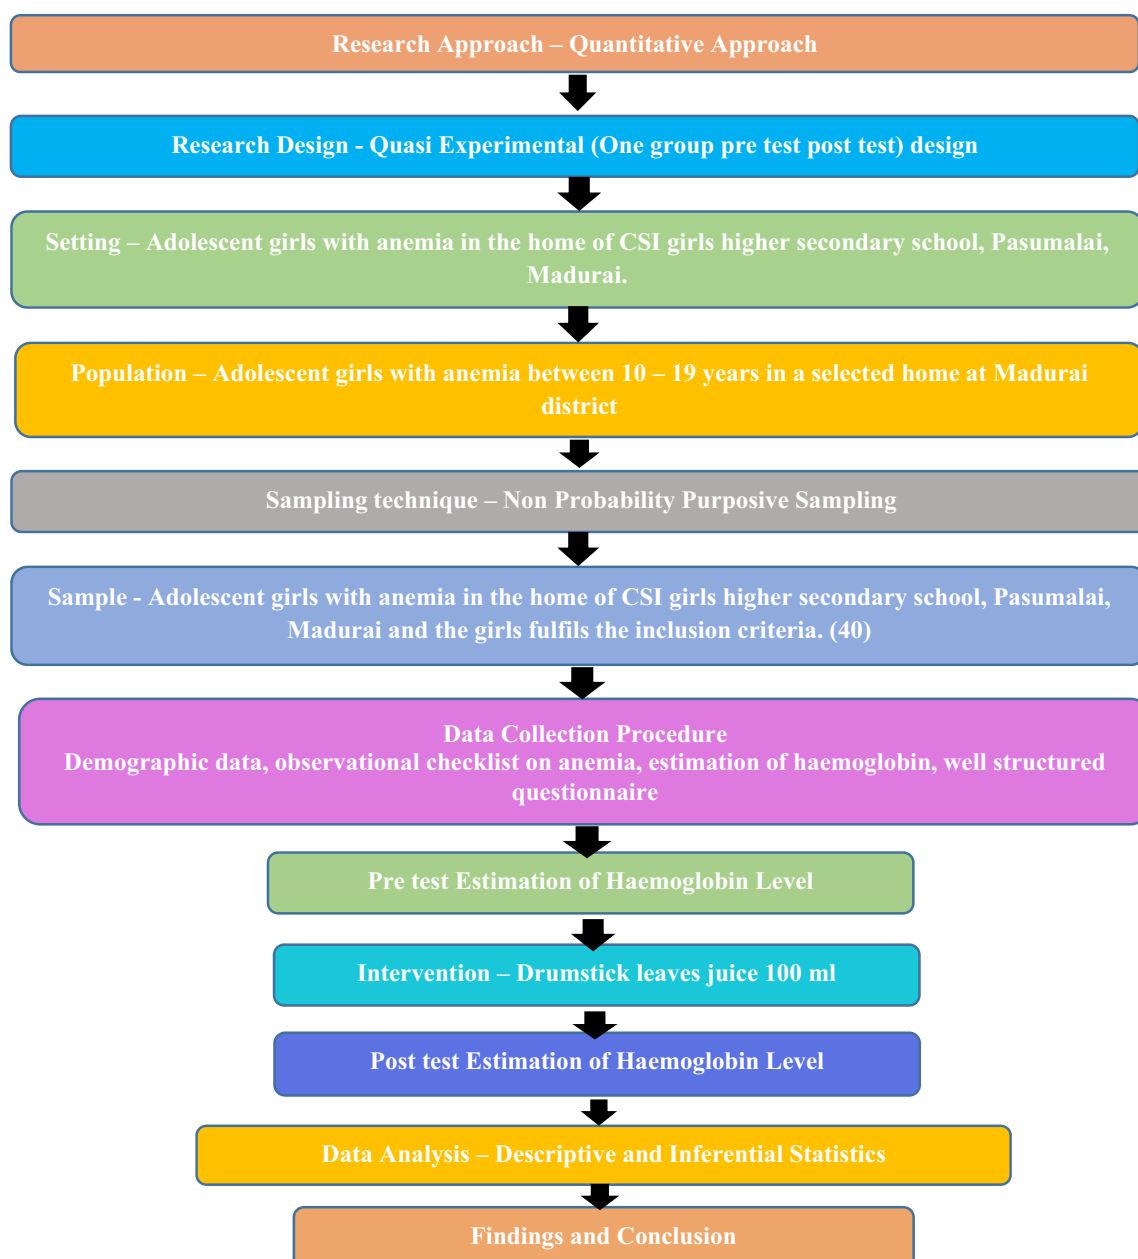 Research Approach – Quantitative Approach
Research Design - Quasi Experimental (One group pre test post test) design
Setting – Adolescent girls with anemia in the home of CSI girls higher secondary school, Pasumalai,
Madurai.
Population – Adolescent girls with anemia between 10 – 19 years in a selected home at Madurai
district
Sampling technique – Non Probability Purposive Sampling
Sample - Adolescent girls with anemia in the home of CSI girls higher secondary school, Pasumalai,
Madurai and the girls fulfils the inclusion criteria. (40)
Data Collection Procedure
Demographic data, observational checklist on anemia, estimation of haemoglobin, well structured
questionnaire
Pre test Estimation of Haemoglobin Level
Intervention – Drumstick leaves juice 100 ml
Post test Estimation of Haemoglobin Level
Data Analysis – Descriptive and Inferential Statistics
Findings and Conclusion